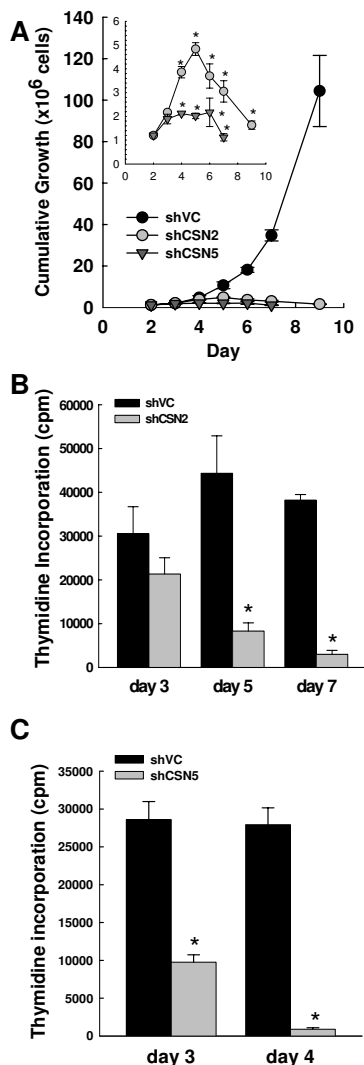 A
Cumulative Growth (x10⁶ cells)
140
120
100
80
60
40
20
0
6
5
4
3
2
1
0 2 4 6 8 10
* * * * * *
* * * * *
shVC
shCSN2
shCSN5
0 2 4 6 8 10
Day
B
Thymidine Incorporation (cpm)
60000
50000
40000
30000
20000
10000
0
shVC
shCSN2
*
*
day 3 day 5 day 7
C
Thymidine incorporation (cpm)
35000
30000
25000
20000
15000
10000
5000
0
shVC
shCSN5
*
*
day 3 day 4